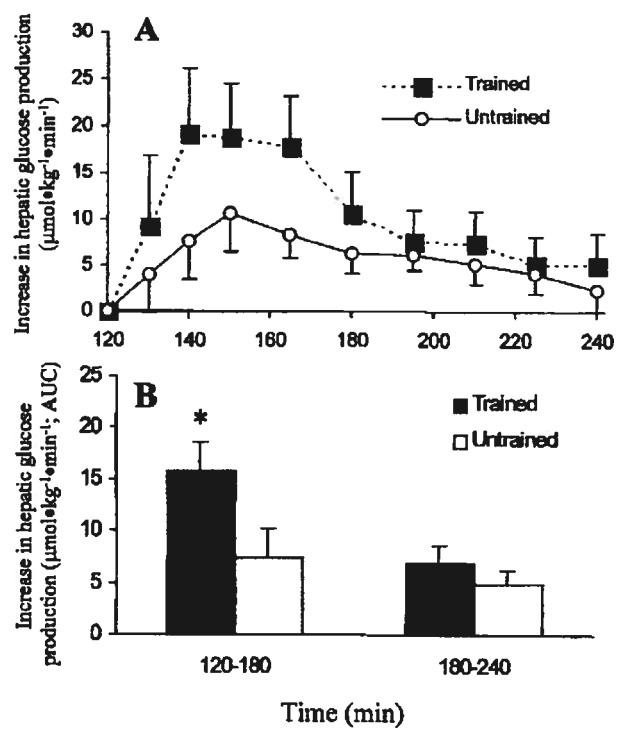 A
Increase in hepatic glucose production
(μmol•kg⁻¹•min⁻¹)
30
25
20
15
10
5
0
Trained
Untrained
120 140 160 180 200 220 240
B
Increase in hepatic glucose
production (μmol•kg⁻¹•min⁻¹; AUC)
25
20
15
10
5
0
*
Trained
Untrained
120-180 180-240
Time (min)